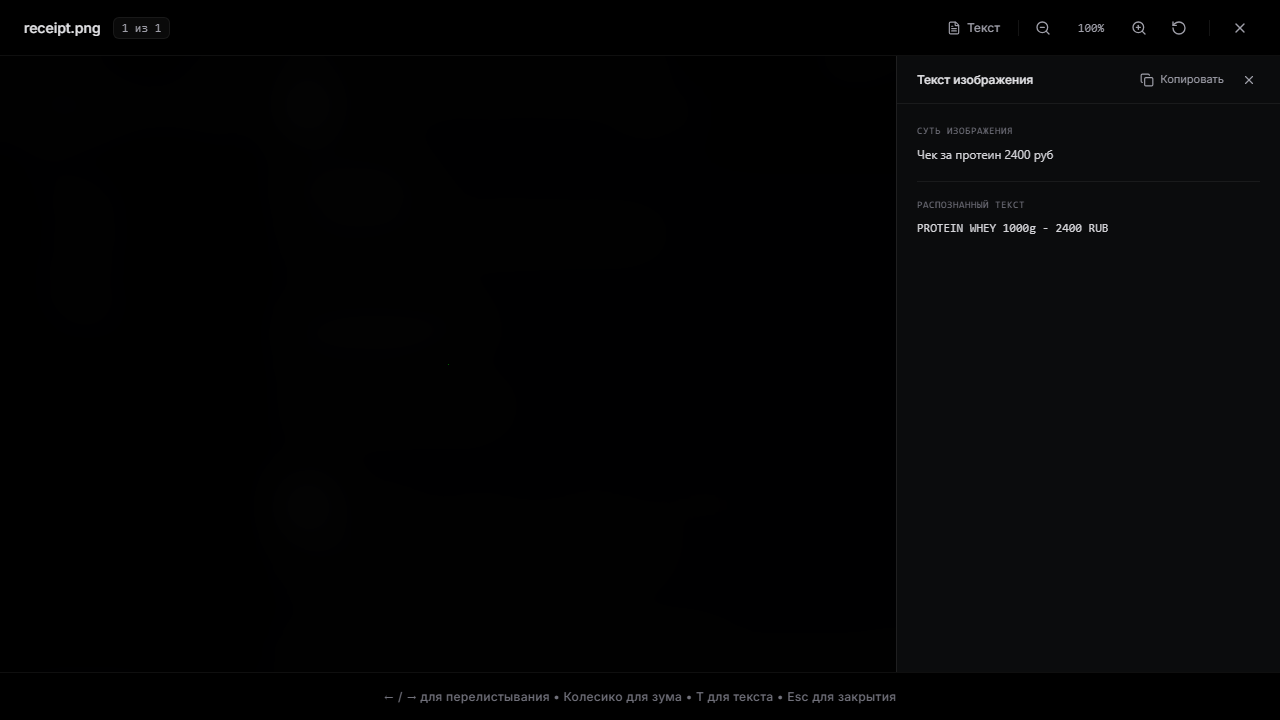 receipt.png
1 из 1
Текст
100%
Текст изображения
Копировать
СУТЬ ИЗОБРАЖЕНИЯ
Чек за протеин 2400 руб
РАСПОЗНАННЫЙ ТЕКСТ
PROTEIN WHEY 1000g - 2400 RUB
← / → для перелистывания • Колесико для зума • T для текста • Esc для закрытия